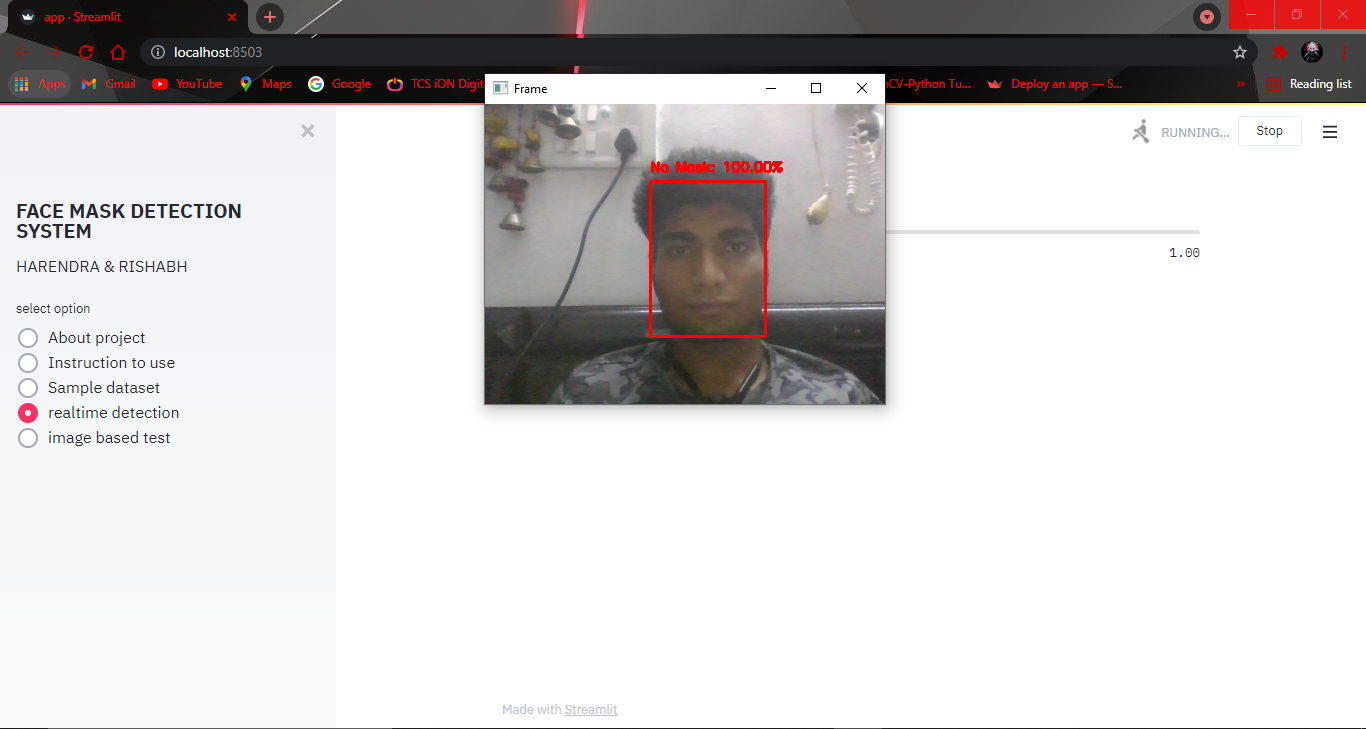 app · Streamlit
localhost:8503
Apps
Gmail
YouTube
Maps
Google
TCS iON Digit
CV-Python Tu...
Deploy an app — S...
»
Reading list
Frame
No Mask: 100.00%
RUNNING...
Stop
FACE MASK DETECTION
SYSTEM
HARENDRA & RISHABH
1.00
select option
About project
Instruction to use
Sample dataset
realtime detection
image based test
Made with Streamlit